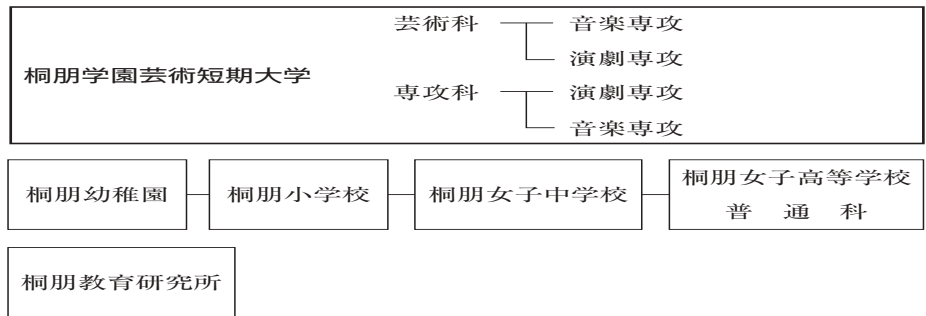 芸術科 音楽専攻
演劇専攻
桐朋学園芸術短期大学
専攻科 演劇専攻
音楽専攻
桐朋幼稚園
桐朋小学校
桐朋女子中学校
桐朋女子高等学校
普通科
桐朋教育研究所